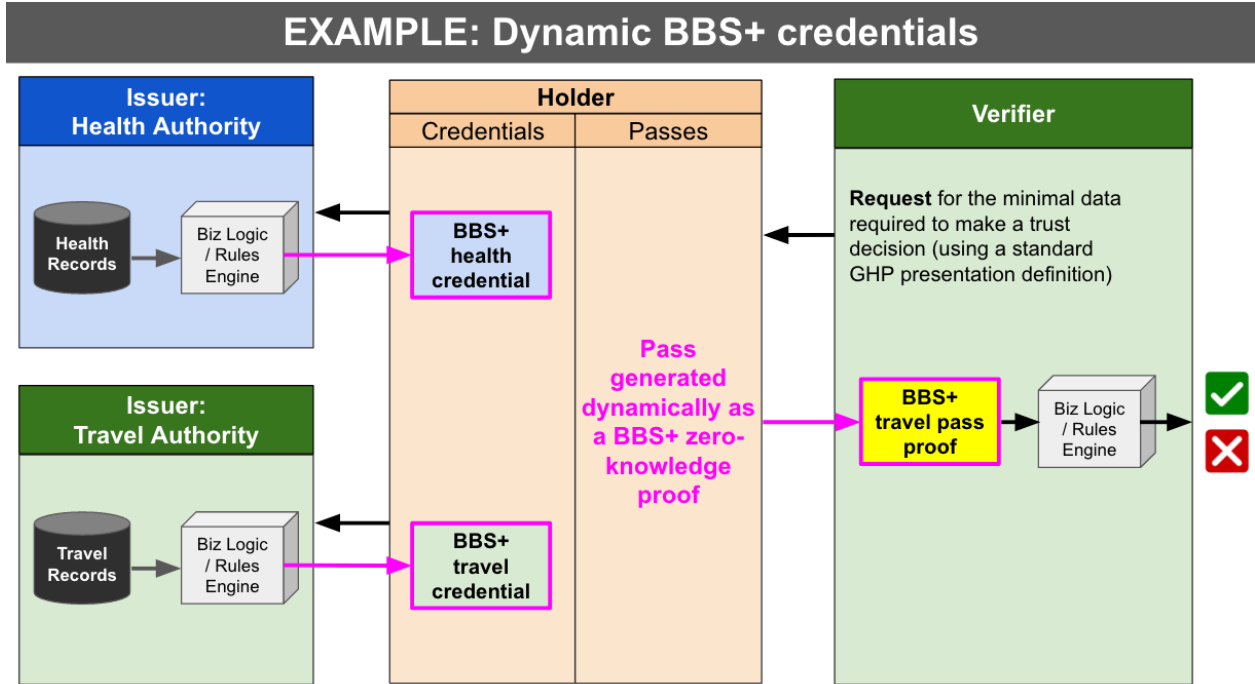 EXAMPLE: Dynamic BBS+ credentials
Issuer:
Health Authority
Health
Records
Biz Logic
/ Rules
Engine
Issuer:
Travel Authority
Travel
Records
Biz Logic
/ Rules
Engine
Holder
Credentials
Passes
BBS+
health
credential
BBS+
travel
credential
Pass
generated
dynamically as
a BBS+ zero-
knowledge
proof
Verifier
Request for the minimal data
required to make a trust
decision (using a standard
GHP presentation definition)
BBS+
travel pass
proof
Biz Logic
/ Rules
Engine